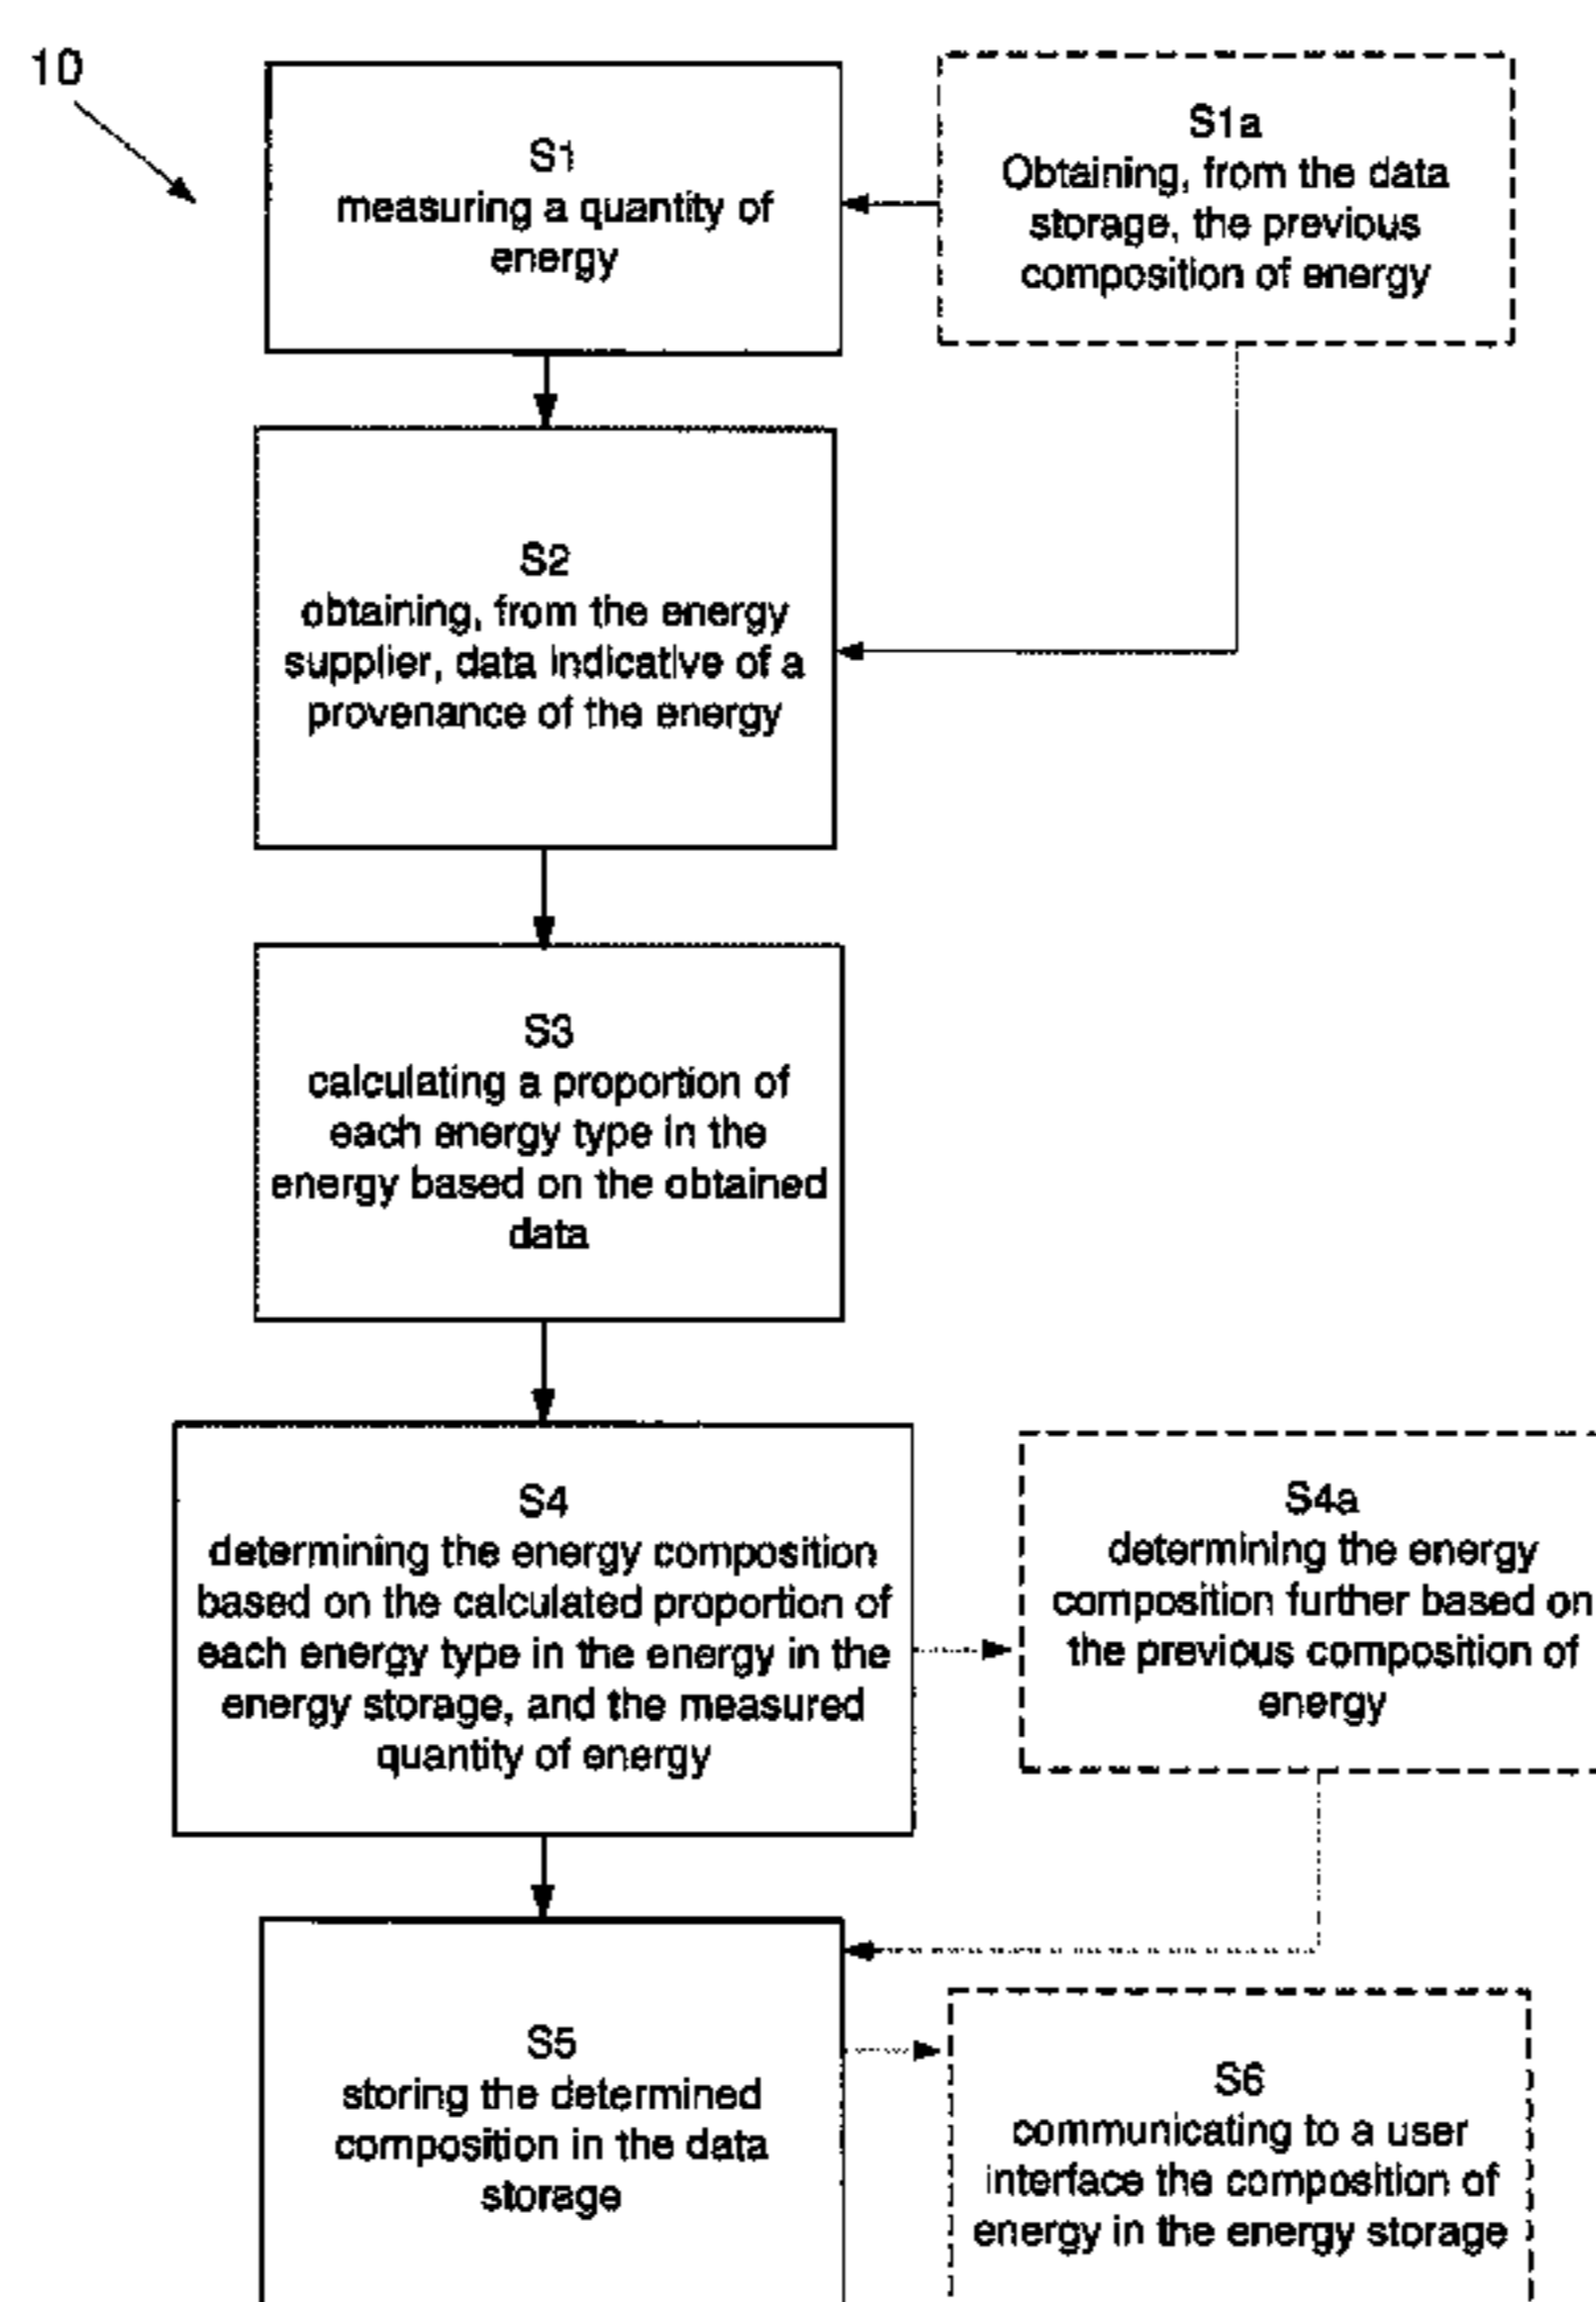 10
S1
measuring a quantity of
energy
S1a
Obtaining, from the data
storage, the previous
composition of energy
S2
obtaining, from the energy
supplier, data indicative of a
provenance of the energy
S3
calculating a proportion of
each energy type in the
energy based on the obtained
data
S4
determining the energy composition
based on the calculated proportion of
each energy type in the energy in the
energy storage, and the measured
quantity of energy
S4a
determining the energy
composition further based on
the previous composition of
energy
S5
storing the determined
composition in the data
storage
S6
communicating to a user
interface the composition of
energy in the energy storage